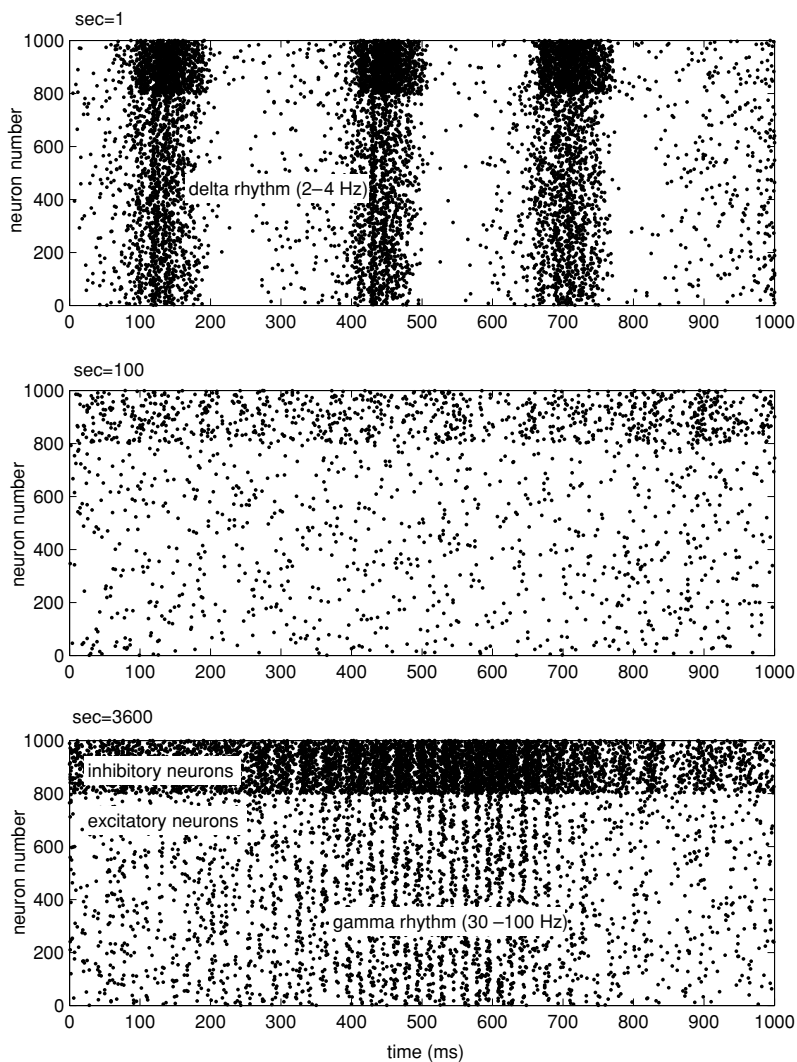 sec=1
1000
800
600
400
200
0
neuron number
delta rhythm (2–4 Hz)
0 100 200 300 400 500 600 700 800 900 1000
sec=100
1000
800
600
400
200
0
neuron number
0 100 200 300 400 500 600 700 800 900 1000
sec=3600
1000
800
600
400
200
0
neuron number
inhibitory neurons
excitatory neurons
gamma rhythm (30 –100 Hz)
0 100 200 300 400 500 600 700 800 900 1000
time (ms)